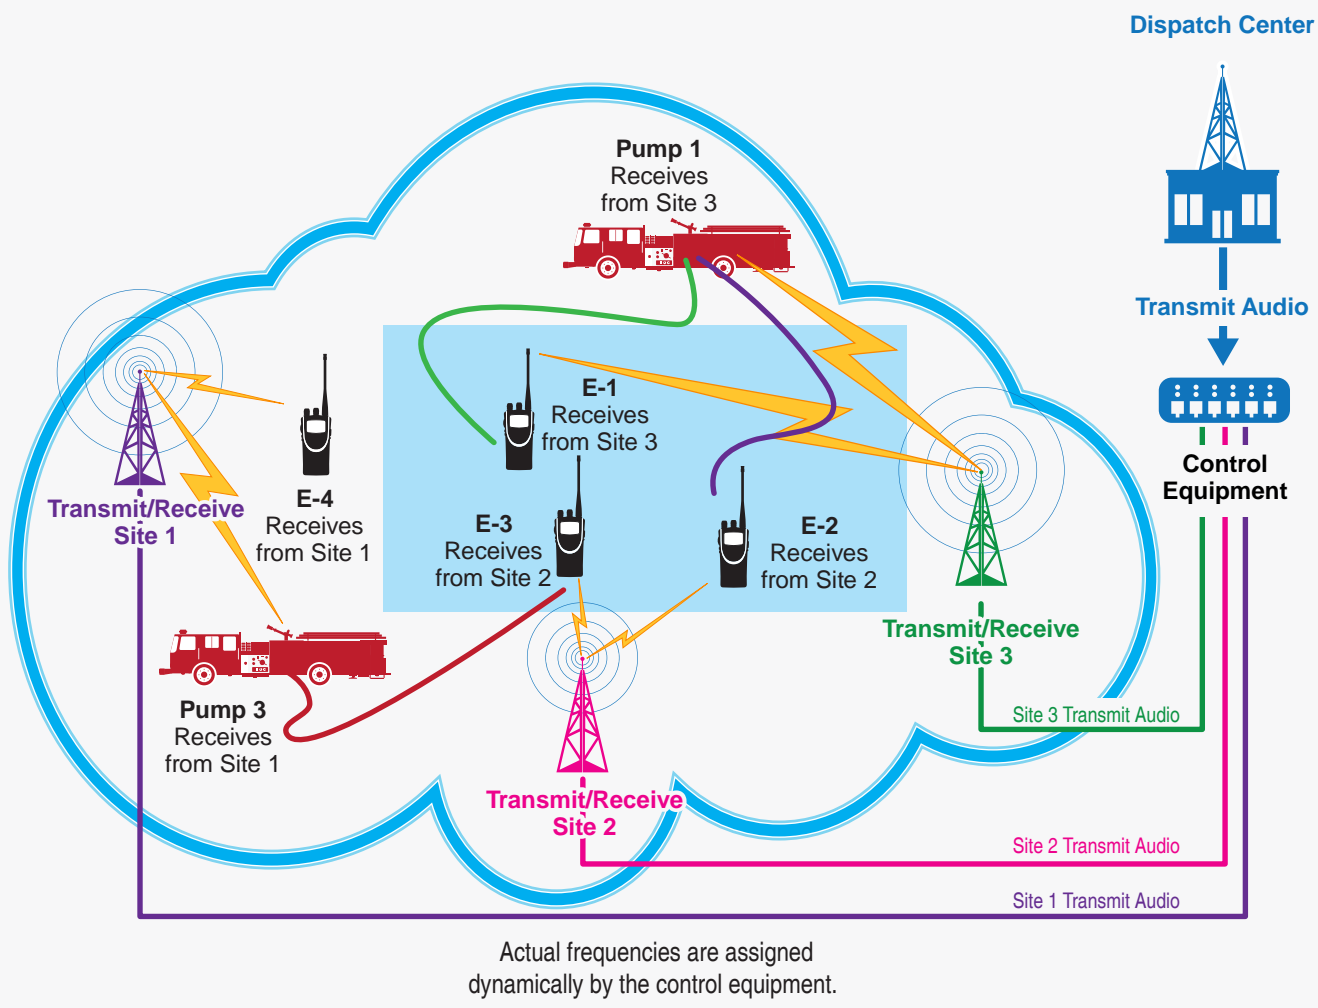 Dispatch Center
Pump 1
Receives
from Site 3
Transmit Audio
E-1
Receives
from Site 3
Control
Equipment
E-4
Receives
from Site 1
Transmit/Receive
Site 1
E-3
Receives
from Site 2
E-2
Receives
from Site 2
Transmit/Receive
Site 3
Pump 3
Receives
from Site 1
Site 3 Transmit Audio
Transmit/Receive
Site 2
Site 2 Transmit Audio
Site 1 Transmit Audio
Actual frequencies are assigned
dynamically by the control equipment.